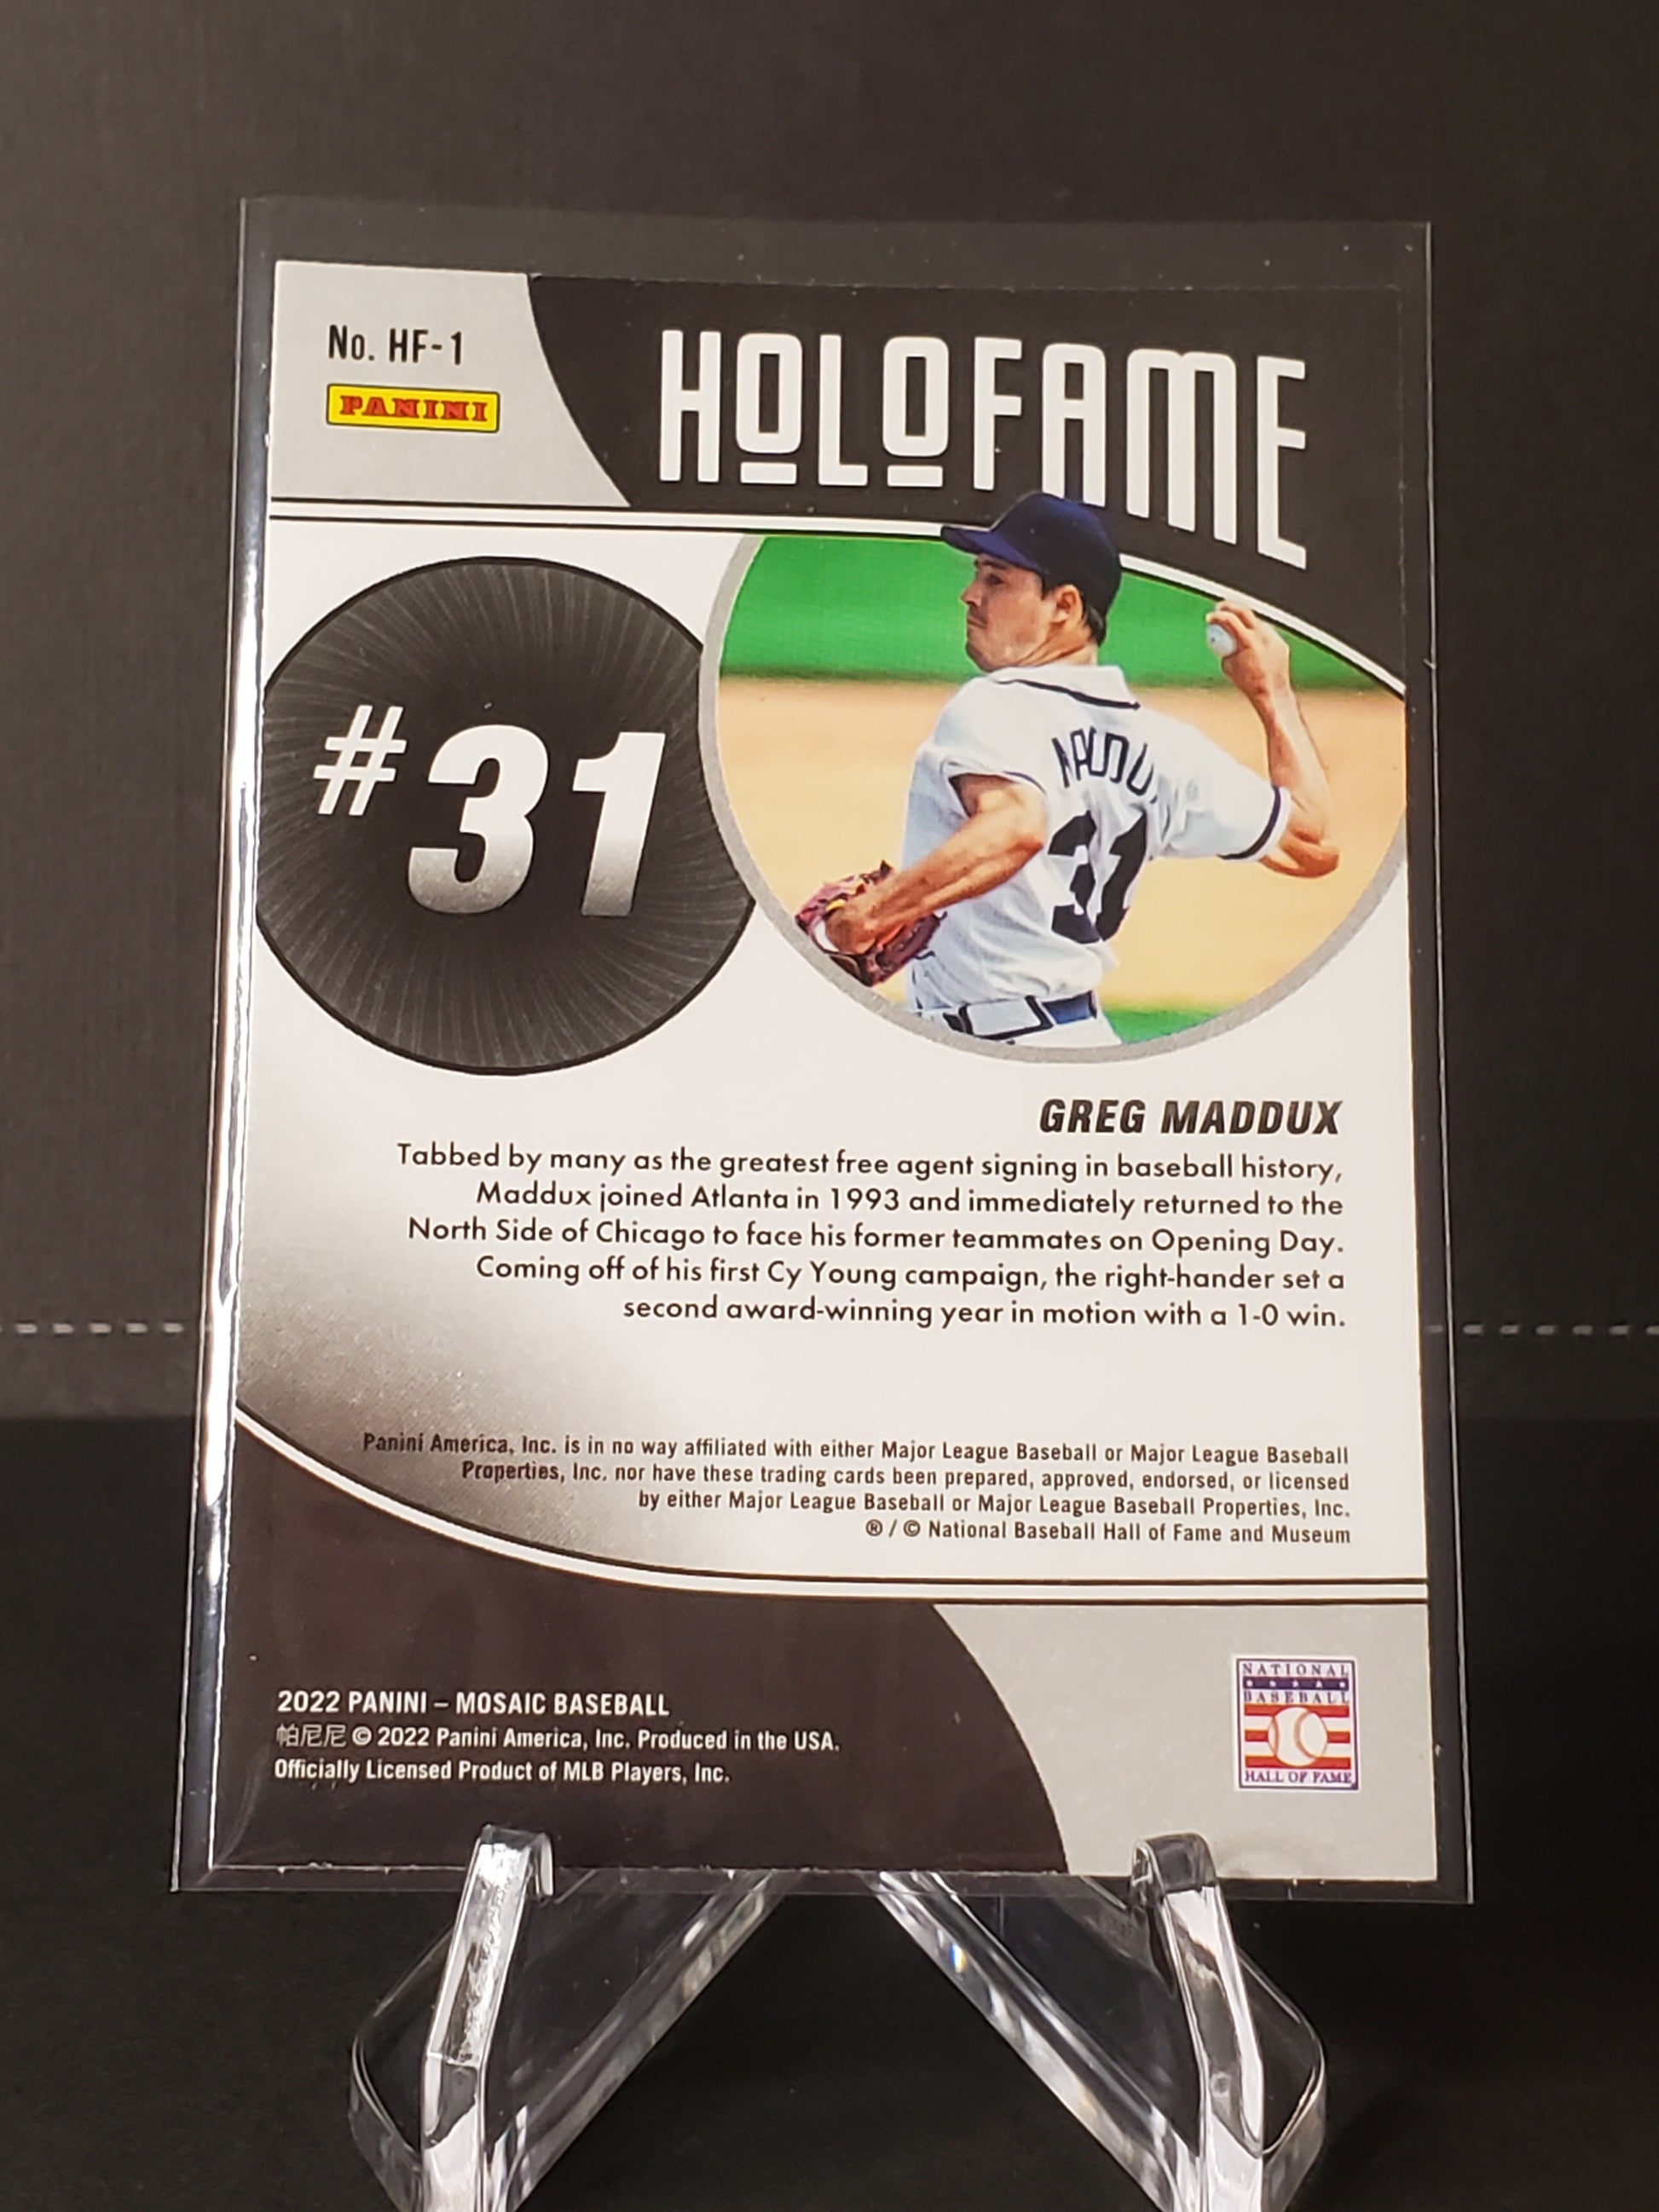 No. HF-1
PANINI
HOLOFAME
#31
MADDU
31
GREG MADDUX
Tabbed by many as the greatest free agent signing in baseball history,
Maddux joined Atlanta in 1993 and immediately returned to the
North Side of Chicago to face his former teammates on Opening Day.
Coming off of his first Cy Young campaign, the right-hander set a
second award-winning year in motion with a 1-0 win.
Panini America, Inc. is in no way affiliated with either Major League Baseball or Major League Baseball
Properties, Inc. nor have these trading cards been prepared, approved, endorsed, or licensed
by either Major League Baseball or Major League Baseball Properties, Inc.
® / © National Baseball Hall of Fame and Museum
2022 PANINI – MOSAIC BASEBALL
帕尼尼 © 2022 Panini America, Inc. Produced in the USA.
Officially Licensed Product of MLB Players, Inc.
NATIONAL
BASEBALL
HALL OF FAME